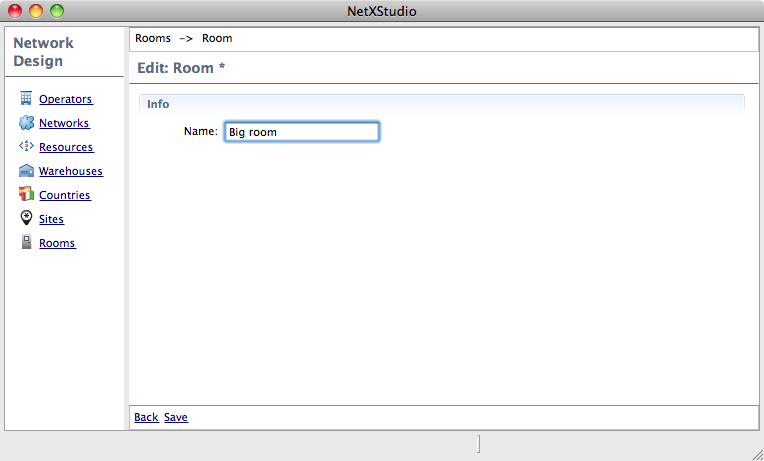 NetXStudio
Network
Design
Operators
Networks
Resources
Warehouses
Countries
Sites
Rooms
Rooms -> Room
Edit: Room *
Info
Name: Big room
Back Save